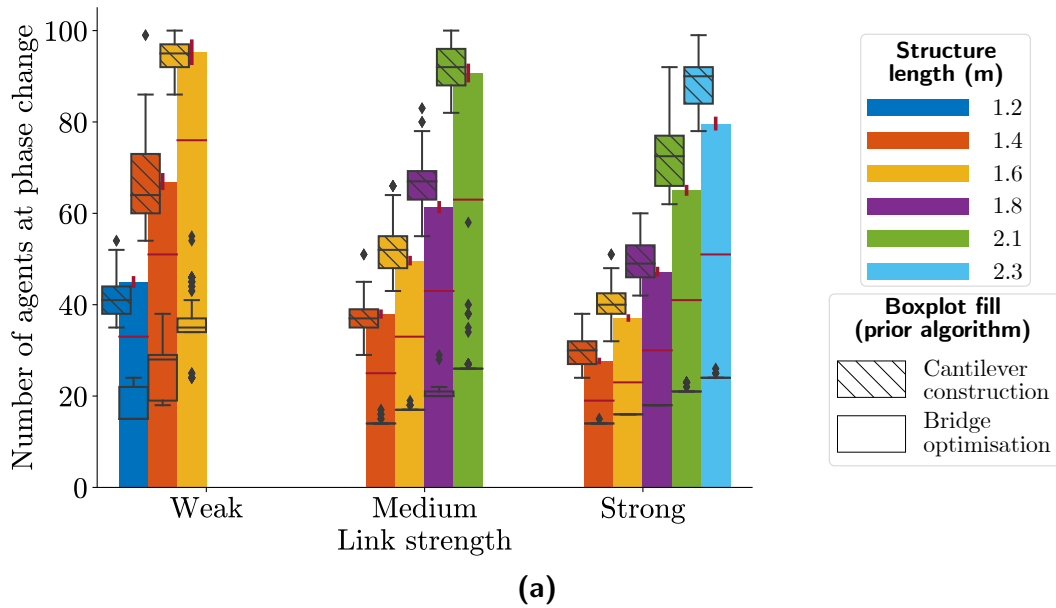 Number of agents at phase change
100
80
60
40
20
0
Weak
Medium
Strong
Link strength
(a)
Structure
length (m)
1.2
1.4
1.6
1.8
2.1
2.3
Boxplot fill
(prior algorithm)
Cantilever
construction
Bridge
optimisation